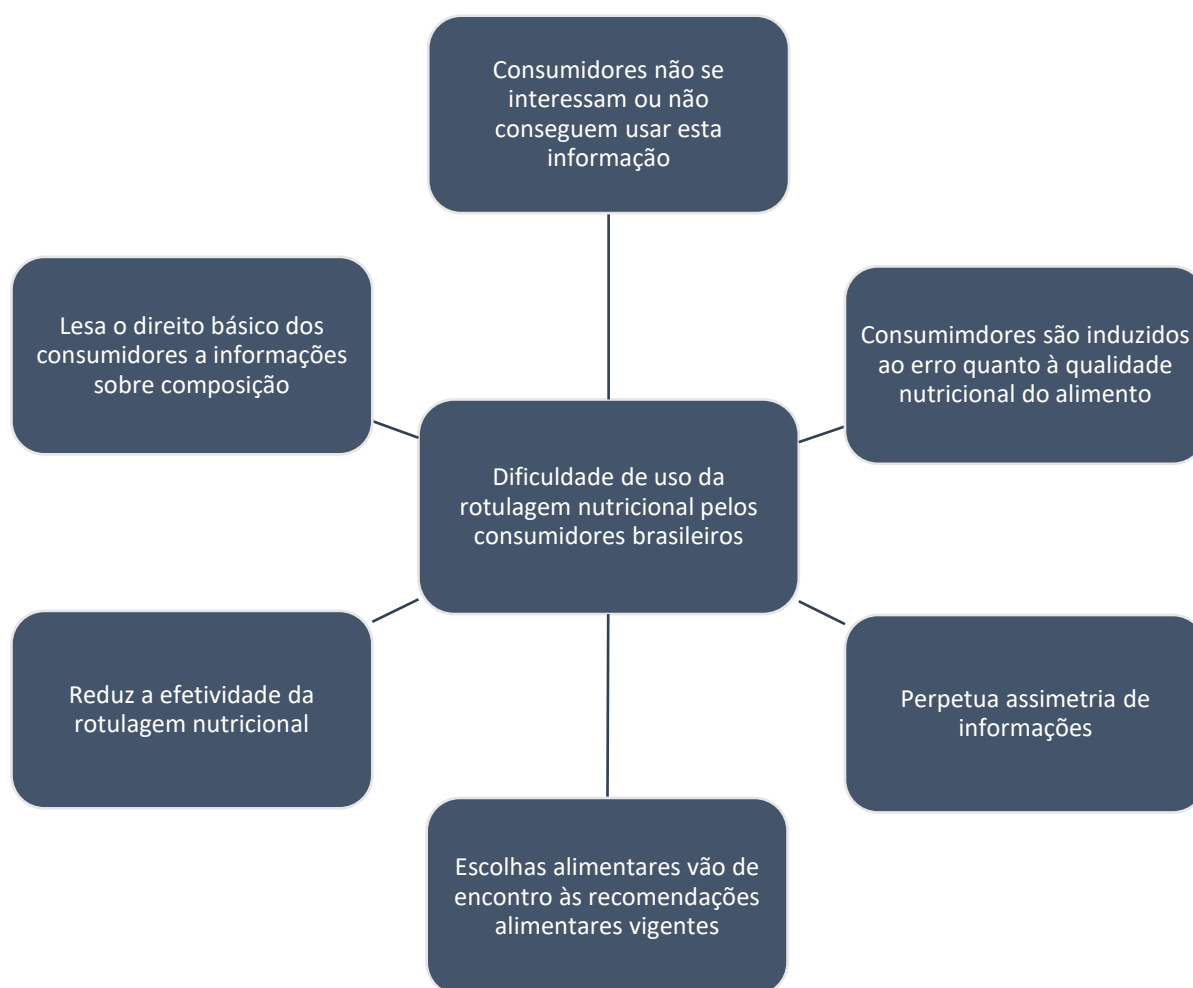 Consumidores não se
interessam ou não
conseguem usar esta
informação
Lesa o direito básico dos
consumidores a informações
sobre composição
Consumimdores são induzidos
ao erro quanto à qualidade
nutricional do alimento
Dificuldade de uso da
rotulagem nutricional pelos
consumidores brasileiros
Reduz a efetividade da
rotulagem nutricional
Perpetua assimetria de
informações
Escolhas alimentares vão de
encontro às recomendações
alimentares vigentes